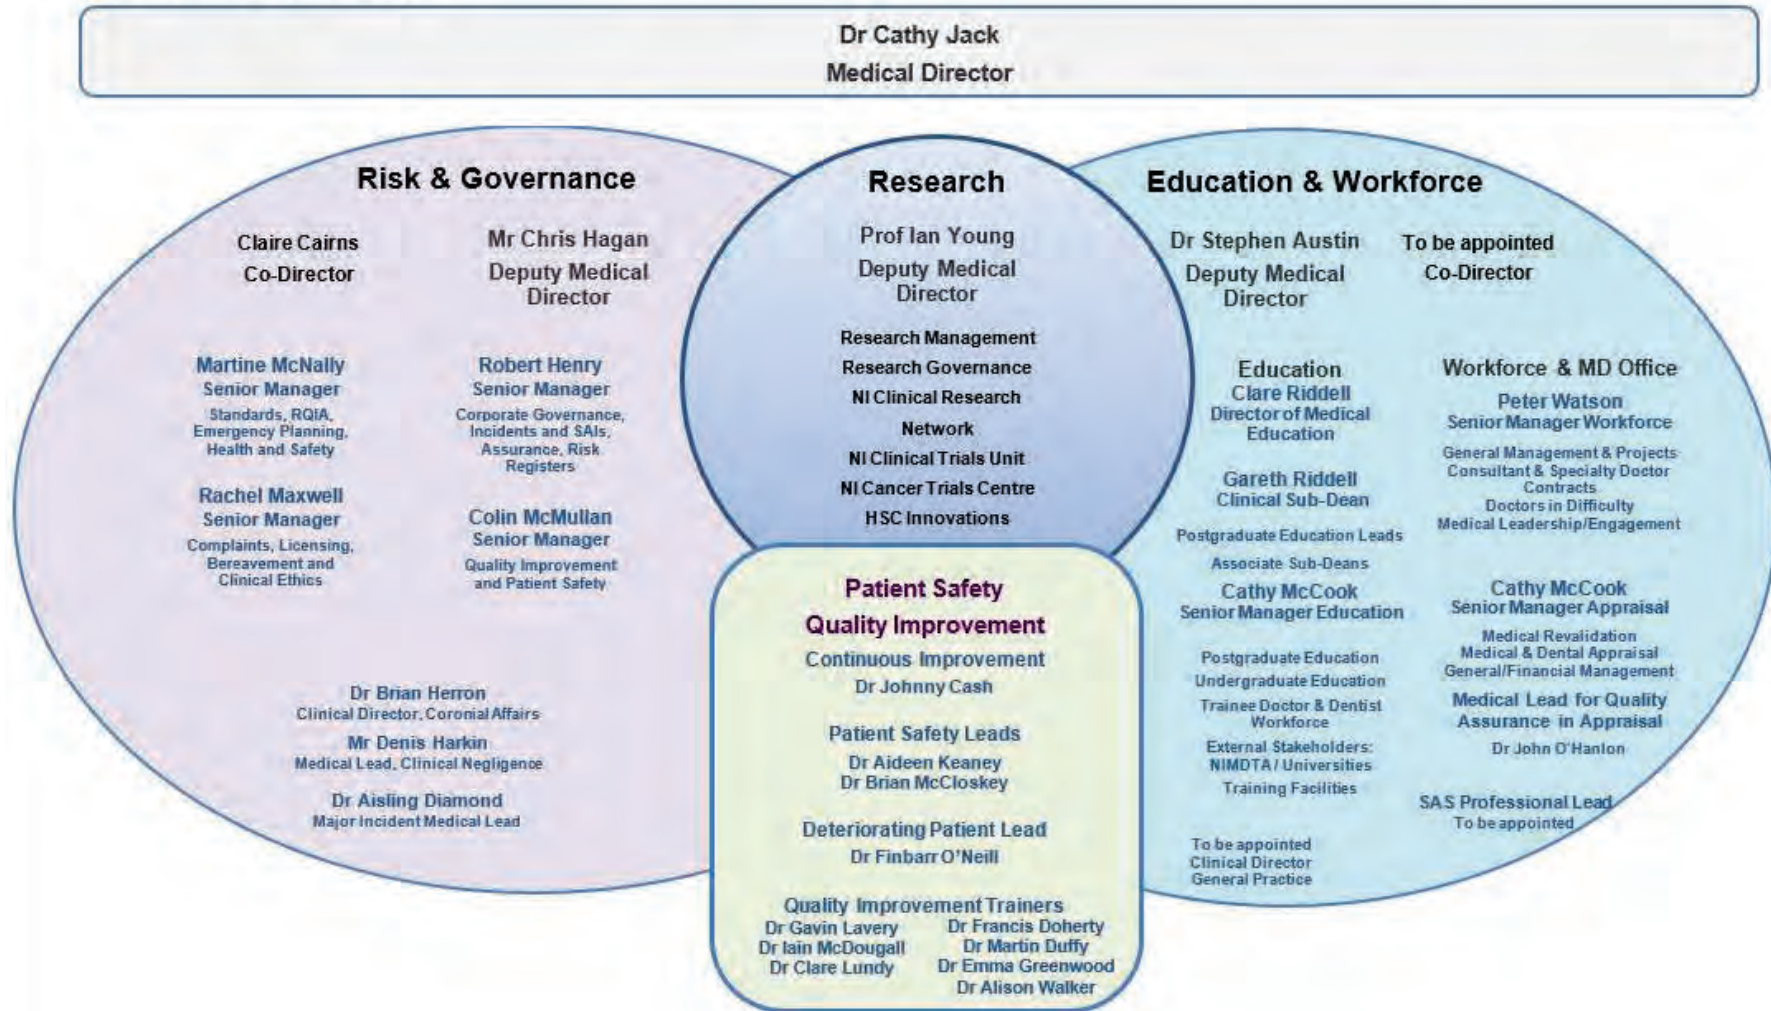 Dr Cathy Jack
Medical Director
Risk & Governance
Claire Cairns
Co-Director
Mr Chris Hagan
Deputy Medical
Director
Martine McNally
Senior Manager
Standards, RQIA,
Emergency Planning,
Health and Safety
Robert Henry
Senior Manager
Corporate Governance,
Incidents and SAIs,
Assurance, Risk
Registers
Rachel Maxwell
Senior Manager
Complaints, Licensing,
Bereavement and
Clinical Ethics
Colin McMullan
Senior Manager
Quality Improvement
and Patient Safety
Dr Brian Herron
Clinical Director, Coronial Affairs
Mr Denis Harkin
Medical Lead, Clinical Negligence
Dr Aisling Diamond
Major Incident Medical Lead
Research
Prof Ian Young
Deputy Medical
Director
Research Management
Research Governance
NI Clinical Research
Network
NI Clinical Trials Unit
NI Cancer Trials Centre
HSC Innovations
Patient Safety
Quality Improvement
Continuous Improvement
Dr Johnny Cash
Patient Safety Leads
Dr Aideen Keaney
Dr Brian McCloskey
Deteriorating Patient Lead
Dr Finbarr O'Neill
Quality Improvement Trainers
Dr Gavin Lavery
Dr Iain McDougall
Dr Clare Lundy
Dr Francis Doherty
Dr Martin Duffy
Dr Emma Greenwood
Dr Alison Walker
Education & Workforce
Dr Stephen Austin
Deputy Medical
Director
To be appointed
Co-Director
Education
Clare Riddell
Director of Medical
Education
Gareth Riddell
Clinical Sub-Dean
Postgraduate Education Leads
Associate Sub-Deans
Cathy McCook
Senior Manager Education
Postgraduate Education
Undergraduate Education
Trainee Doctor & Dentist
Workforce
External Stakeholders:
NIMDTA / Universities
Training Facilities
To be appointed
Clinical Director
General Practice
Workforce & MD Office
Peter Watson
Senior Manager Workforce
General Management & Projects
Consultant & Specialty Doctor
Contracts
Doctors in Difficulty
Medical Leadership/Engagement
Cathy McCook
Senior Manager Appraisal
Medical Revalidation
Medical & Dental Appraisal
General/Financial Management
Medical Lead for Quality
Assurance in Appraisal
Dr John O'Hanlon
SAS Professional Lead
To be appointed